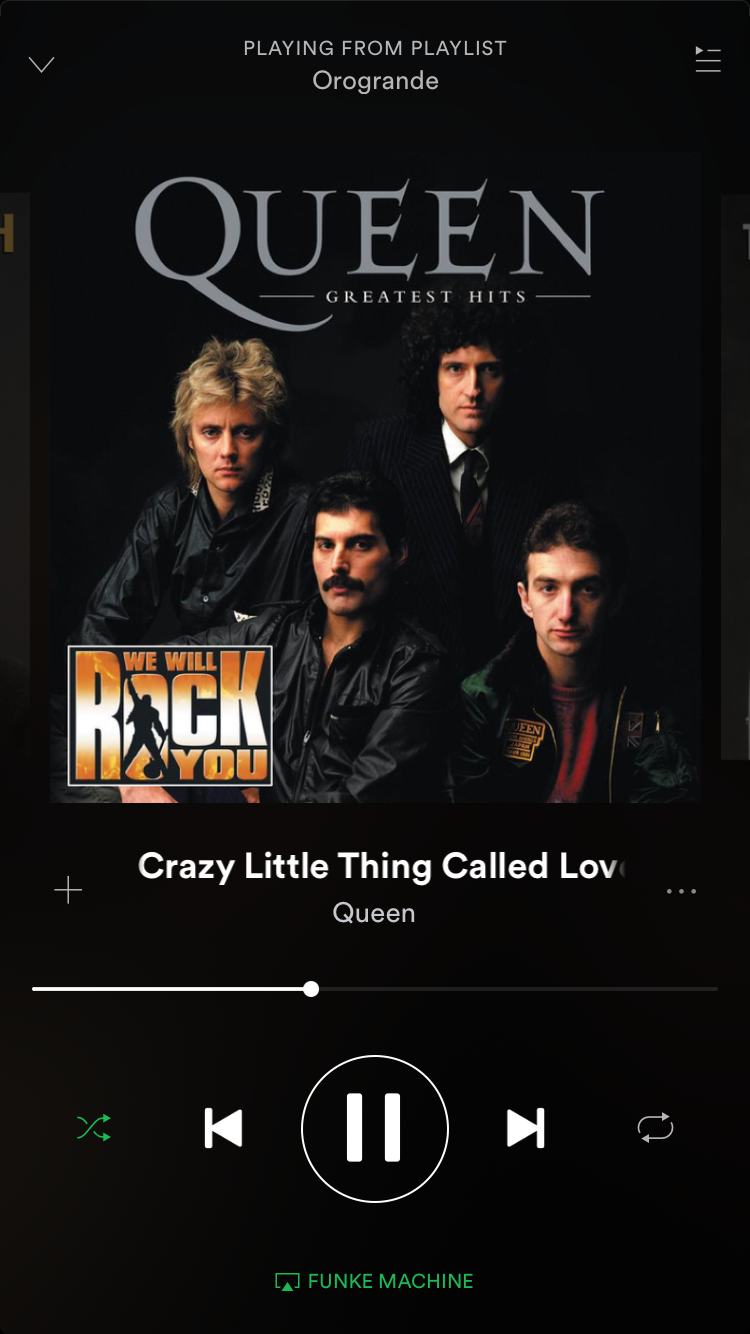 PLAYING FROM PLAYLIST
Orogrande
QUEEN
GREATEST HITS
WE WILL
ROCK
YOU
QUEEN
Crazy Little Thing Called Lov
Queen
FUNKE MACHINE